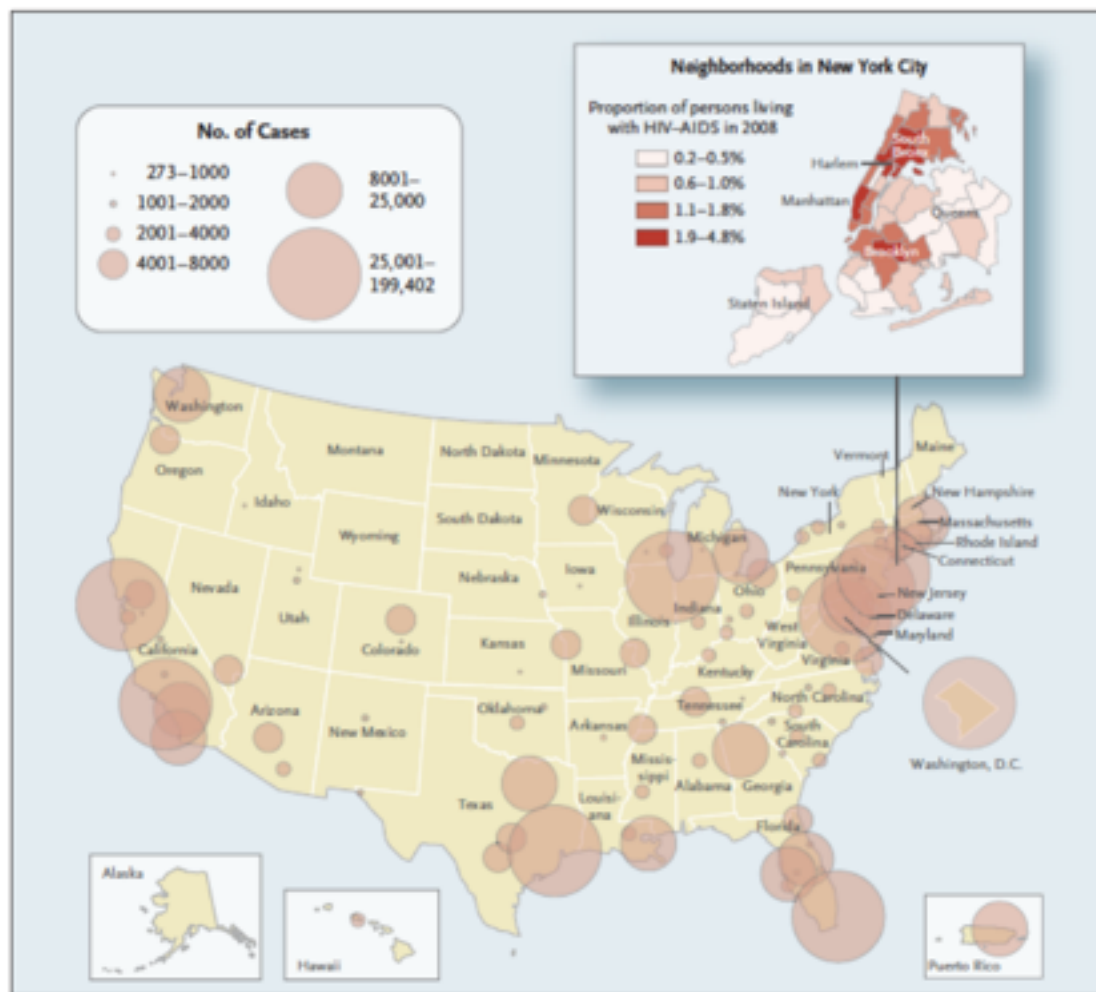 Neighborhoods in New York City
Proportion of persons living
with HIV–AIDS in 2008
0.2–0.5%
0.6–1.0%
1.1–1.8%
1.9–4.8%
South
Bronx
Harlem
Manhattan
Queens
Brooklyn
Staten Island
No. of Cases
273–1000
1001–2000
2001–4000
4001–8000
8001–
25,000
25,001–
199,402
Washington
Oregon
Idaho
Montana
Wyoming
North Dakota
South Dakota
Minnesota
Wisconsin
Michigan
New York
Vermont
Maine
New Hampshire
Massachusetts
Rhode Island
Connecticut
New Jersey
Delaware
Maryland
Pennsylvania
Nevada
Utah
California
Colorado
Nebraska
Kansas
Iowa
Illinois
Indiana
Ohio
West
Virginia
Virginia
Missouri
Kentucky
Arizona
New Mexico
Oklahoma
Arkansas
Tennessee
North Carolina
South
Carolina
Missis-
sippi
Alabama
Georgia
Texas
Louisi-
ana
Florida
Washington, D.C.
Alaska
Hawaii
Puerto Rico